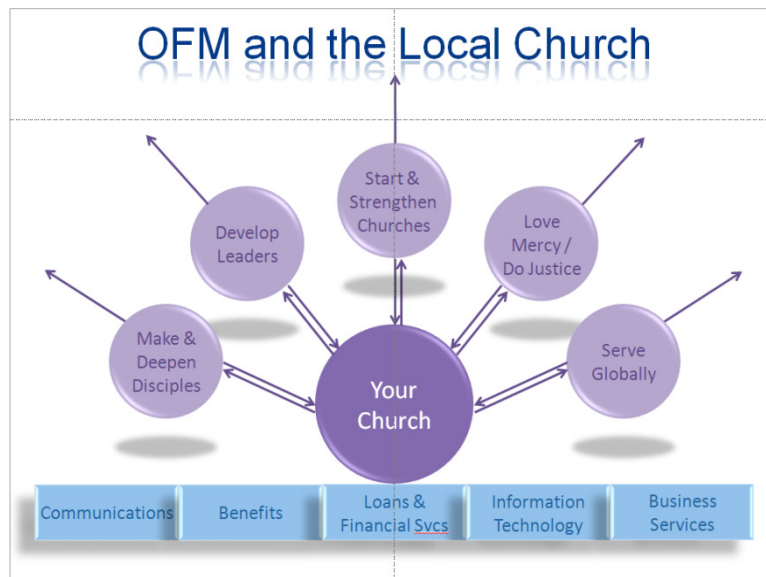 OFM and the Local Church
Start &
Strengthen
Churches
Develop
Leaders
Love
Mercy /
Do Justice
Make &
Deepen
Disciples
Serve
Globally
Your
Church
Communications
Benefits
Loans &
Financial Svcs
Information
Technology
Business
Services